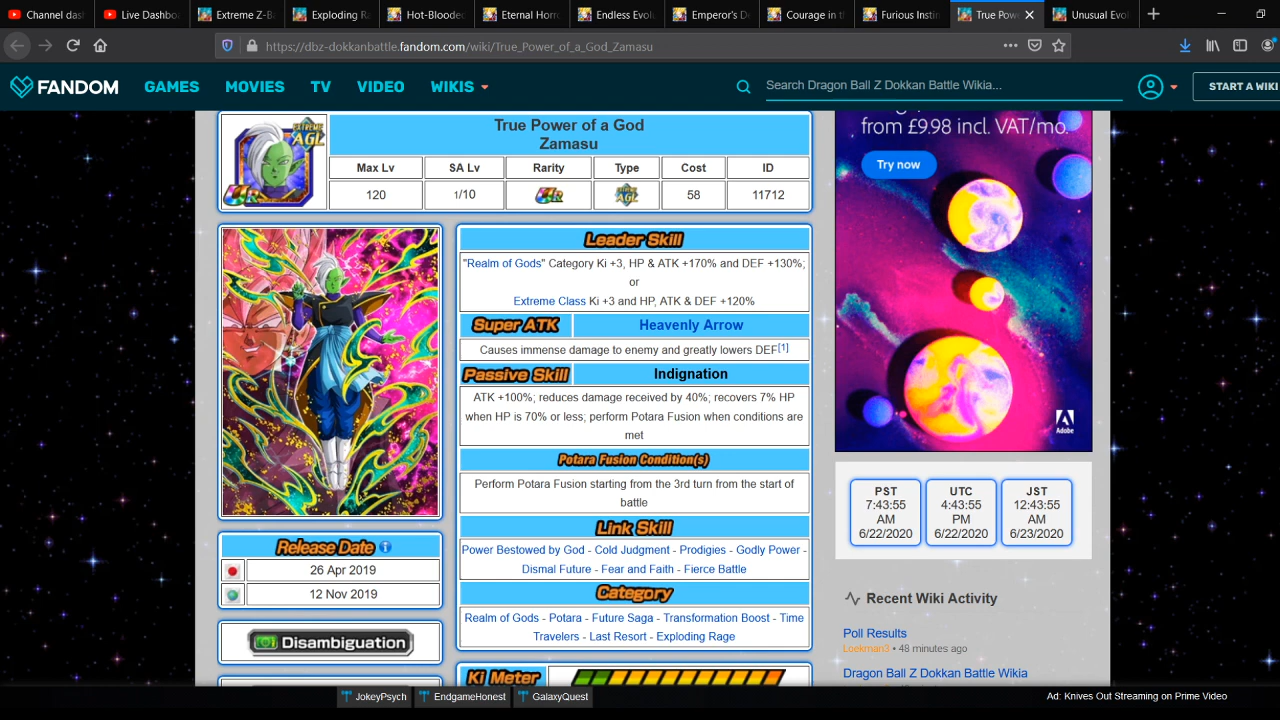 Channel dash
Live Dashboa
Extreme Z-Ba
Exploding Ra
Hot-Blooded
Eternal Horro
Endless Evolu
Emperor's De
Courage in th
Furious Instin
True Powe
Unusual Evol
https://dbz-dokkanbattle.fandom.com/wiki/True_Power_of_a_God_Zamasu
FANDOM
GAMES
MOVIES
TV
VIDEO
WIKIS
Search Dragon Ball Z Dokkan Battle Wikia...
START A WIKI
EXTREME
AGL
UR
True Power of a God
Zamasu
Max Lv
SA Lv
Rarity
Type
Cost
ID
120
1/10
UR
58
11712
Leader Skill
"Realm of Gods" Category Ki +3, HP & ATK +170% and DEF +130%;
or
Extreme Class Ki +3 and HP, ATK & DEF +120%
Super ATK
Heavenly Arrow
Causes immense damage to enemy and greatly lowers DEF[1]
Passive Skill
Indignation
ATK +100%; reduces damage received by 40%; recovers 7% HP
when HP is 70% or less; perform Potara Fusion when conditions are
met
Potara Fusion Condition(s)
Perform Potara Fusion starting from the 3rd turn from the start of
battle
Link Skill
Power Bestowed by God - Cold Judgment - Prodigies - Godly Power -
Dismal Future - Fear and Faith - Fierce Battle
Category
Realm of Gods - Potara - Future Saga - Transformation Boost - Time
Travelers - Last Resort - Exploding Rage
Ki Meter
Release Date
26 Apr 2019
12 Nov 2019
Disambiguation
from £9.98 incl. VAT/mo.
Try now
Adobe
PST
7:43:55
AM
6/22/2020
UTC
4:43:55
PM
6/22/2020
JST
12:43:55
AM
6/23/2020
Recent Wiki Activity
Poll Results
Loekman3 • 48 minutes ago
Dragon Ball Z Dokkan Battle Wikia
JokeyPsych
EndgameHonest
GalaxyQuest
Ad: Knives Out Streaming on Prime Video